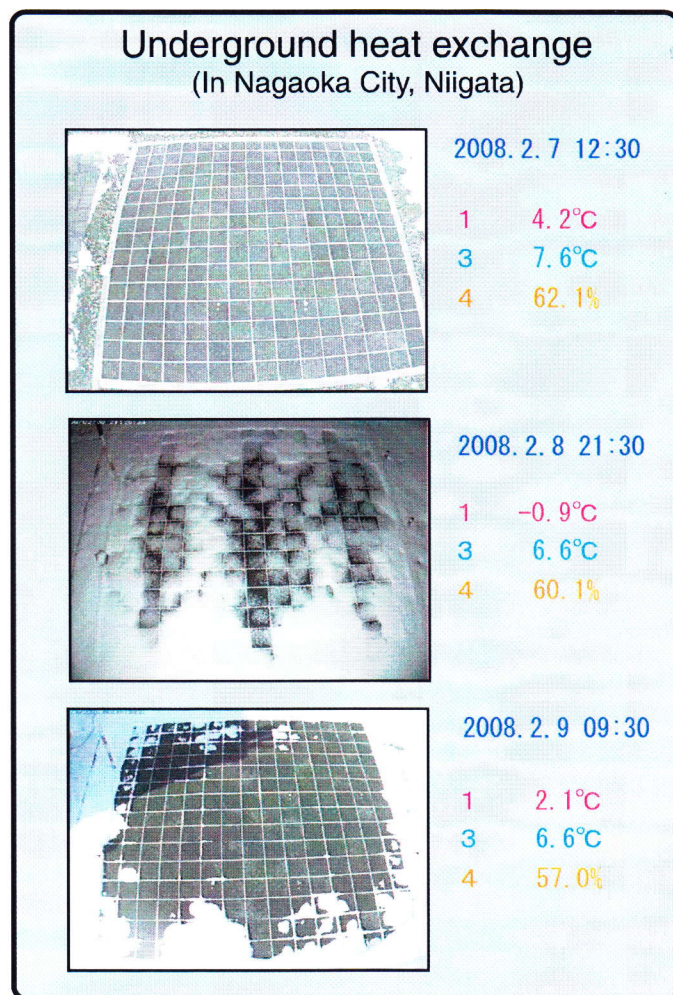 Underground heat exchange
(In Nagaoka City, Niigata)
2008. 2. 7 12:30
1 4. 2℃
3 7. 6℃
4 62. 1%
2008. 2. 8 21:30
1 -0. 9℃
3 6. 6℃
4 60. 1%
2008. 2. 9 09:30
1 2. 1℃
3 6. 6℃
4 57. 0%